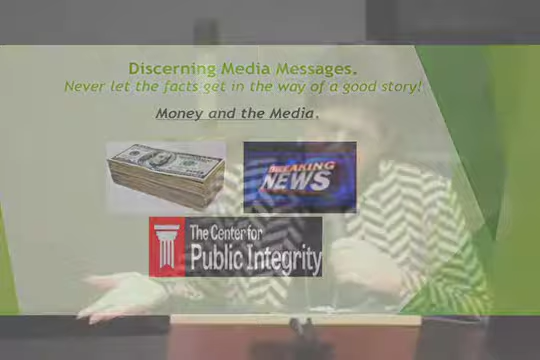 Discerning Media Messages.
Never let the facts get in the way of a good story!
Money and the Media.
BREAKING
NEWS
The Center for
Public Integrity